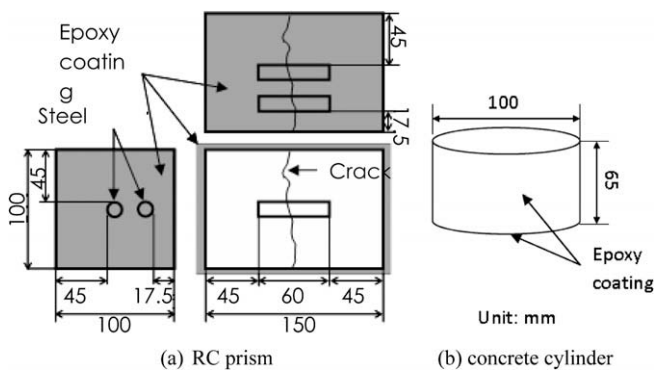 Epoxy
coatin
g
Steel
45
17.5
Crack
45
100
45
17.5
100
45
60
45
150
100
65
Epoxy
coating
Unit: mm
(a) RC prism
(b) concrete cylinder